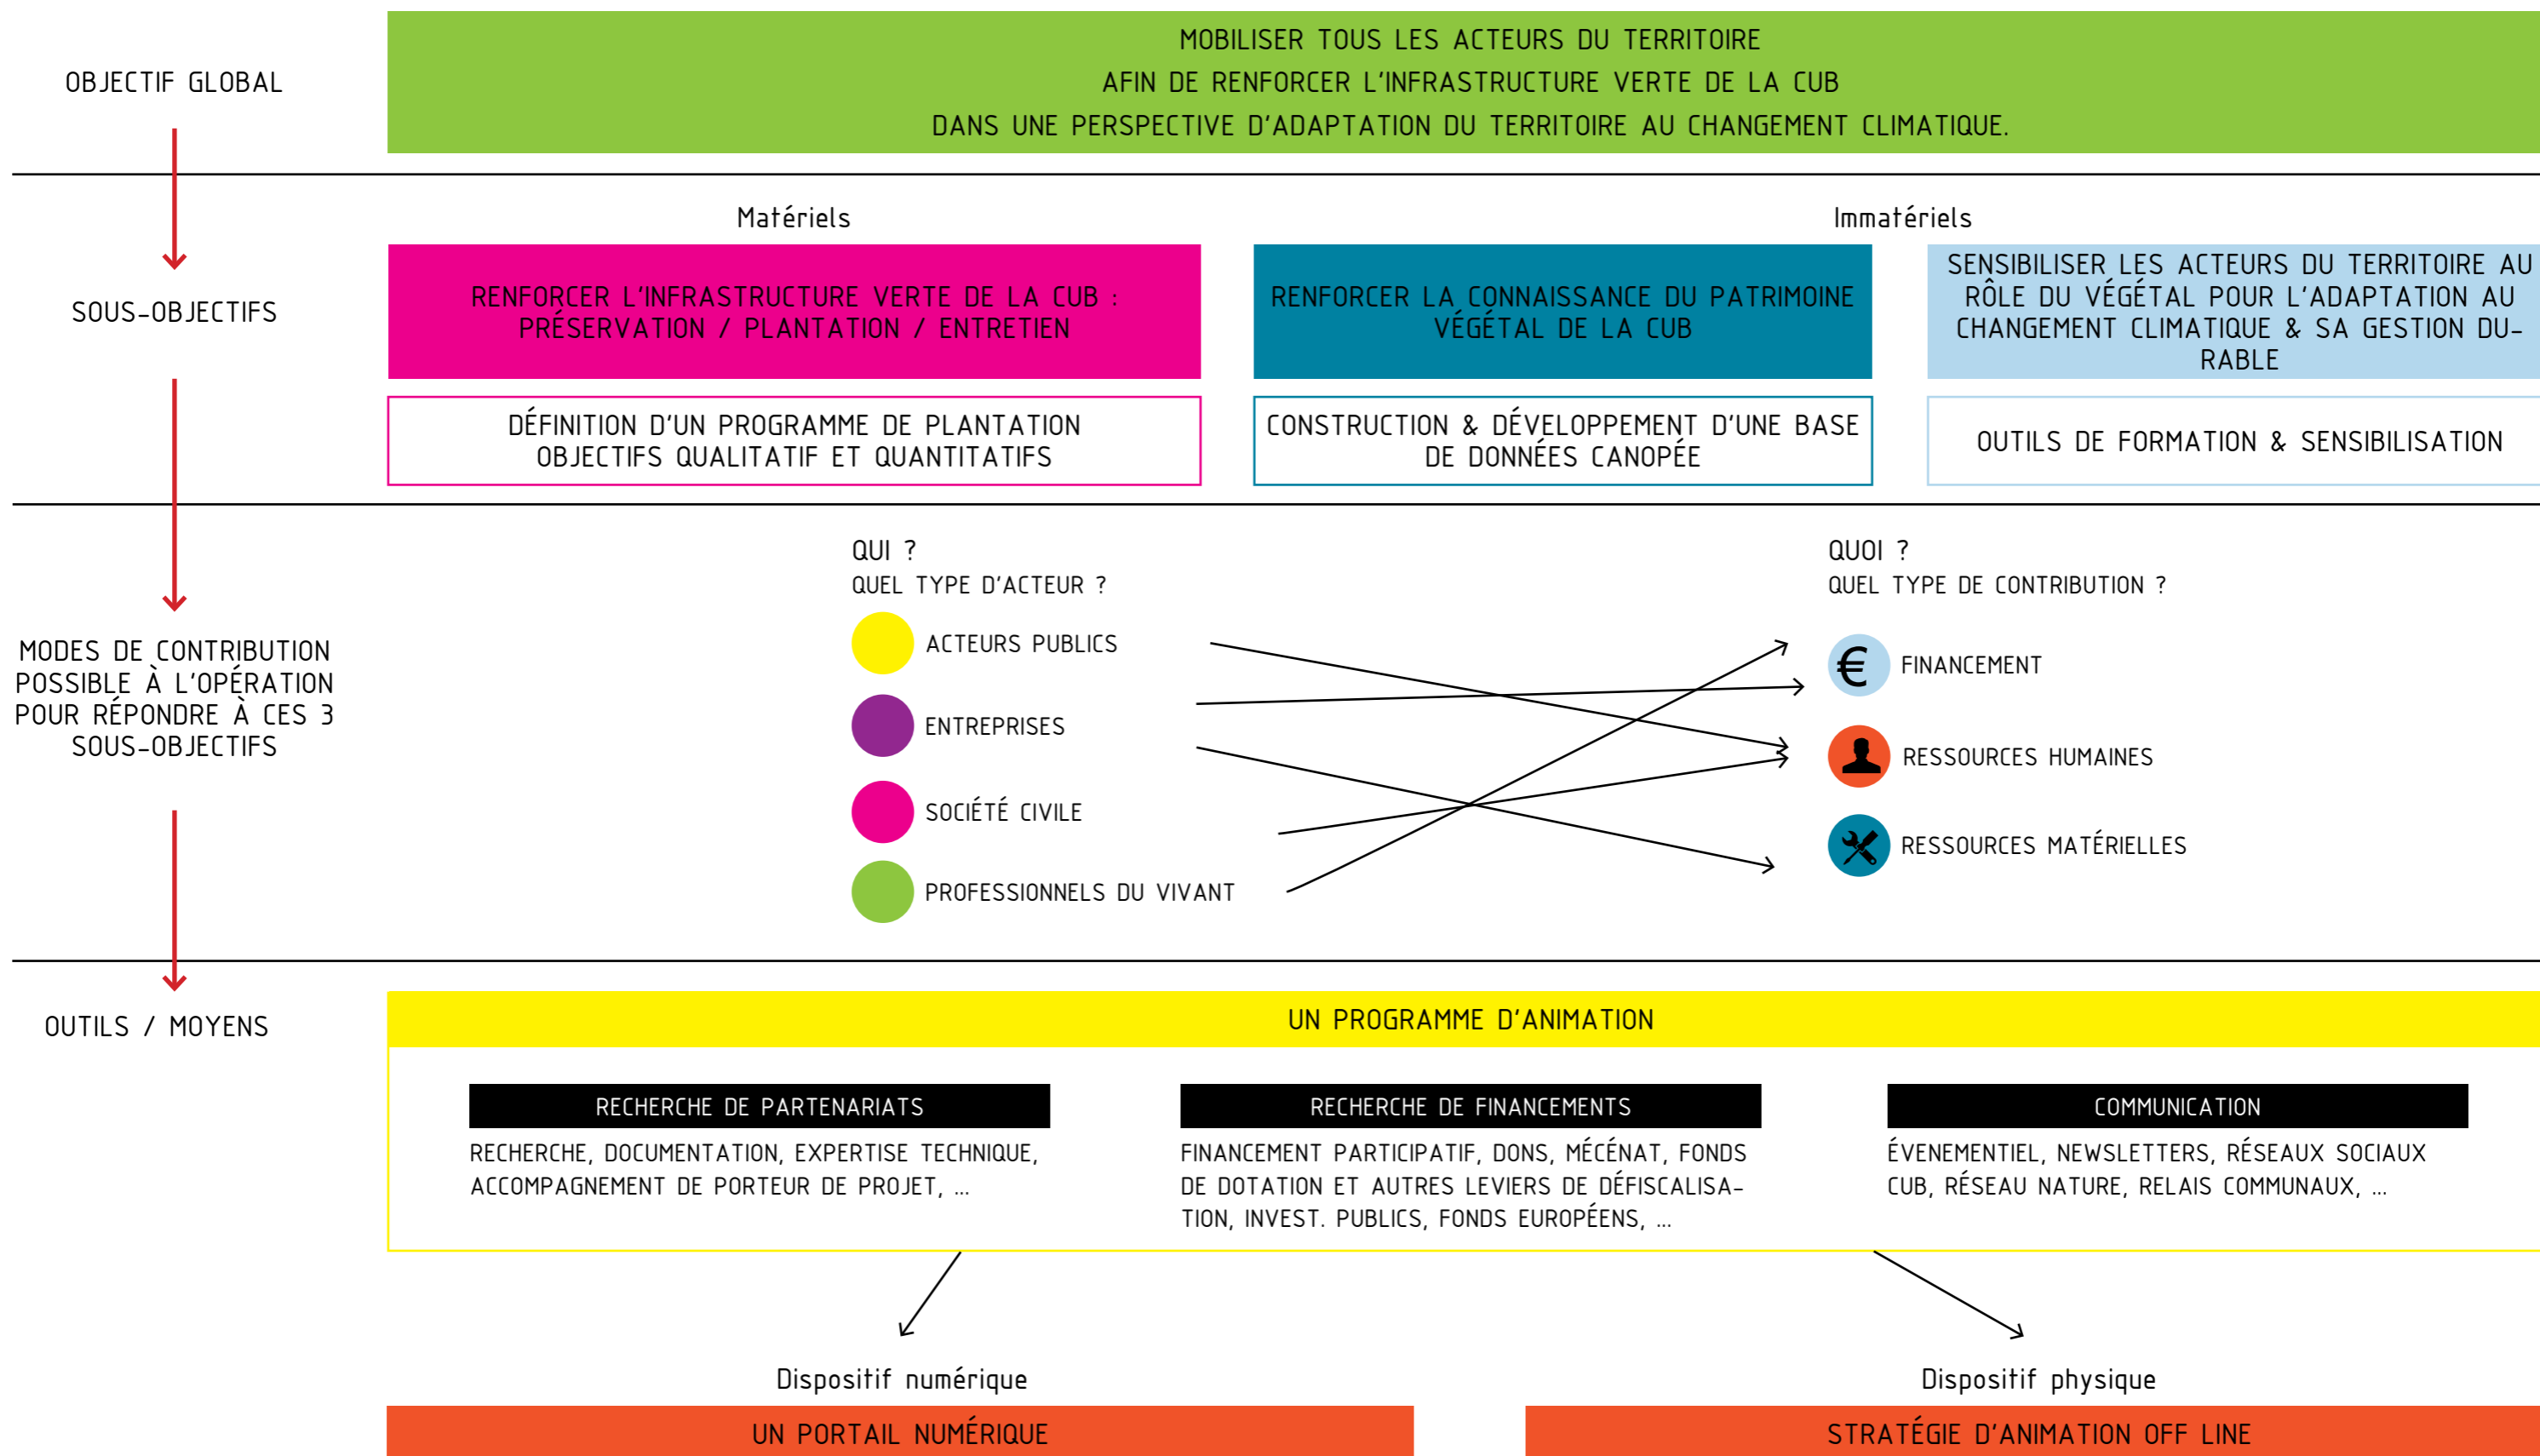 OBJECTIF GLOBAL
MOBILISER TOUS LES ACTEURS DU TERRITOIRE
AFIN DE RENFORCER L'INFRASTRUCTURE VERTE DE LA CUB
DANS UNE PERSPECTIVE D'ADAPTATION DU TERRITOIRE AU CHANGEMENT CLIMATIQUE.
SOUS-OBJECTIFS
Matériels
Immatériels
RENFORCER L'INFRASTRUCTURE VERTE DE LA CUB :
PRÉSERVATION / PLANTATION / ENTRETIEN
RENFORCER LA CONNAISSANCE DU PATRIMOINE
VÉGÉTAL DE LA CUB
SENSIBILISER LES ACTEURS DU TERRITOIRE AU
RÔLE DU VÉGÉTAL POUR L'ADAPTATION AU
CHANGEMENT CLIMATIQUE & SA GESTION DU-
RABLE
DÉFINITION D'UN PROGRAMME DE PLANTATION
OBJECTIFS QUALITATIF ET QUANTITATIFS
CONSTRUCTION & DÉVELOPPEMENT D'UNE BASE
DE DONNÉES CANOPÉE
OUTILS DE FORMATION & SENSIBILISATION
MODES DE CONTRIBUTION
POSSIBLE À L'OPÉRATION
POUR RÉPONDRE À CES 3
SOUS-OBJECTIFS
QUI ?
QUEL TYPE D'ACTEUR ?
ACTEURS PUBLICS
ENTREPRISES
SOCIÉTÉ CIVILE
PROFESSIONNELS DU VIVANT
QUOI ?
QUEL TYPE DE CONTRIBUTION ?
€ FINANCEMENT
RESSOURCES HUMAINES
RESSOURCES MATÉRIELLES
OUTILS / MOYENS
UN PROGRAMME D'ANIMATION
RECHERCHE DE PARTENARIATS
RECHERCHE, DOCUMENTATION, EXPERTISE TECHNIQUE,
ACCOMPAGNEMENT DE PORTEUR DE PROJET, ...
RECHERCHE DE FINANCEMENTS
FINANCEMENT PARTICIPATIF, DONS, MÉCÉNAT, FONDS
DE DOTATION ET AUTRES LEVIERS DE DÉFISCALISA-
TION, INVEST. PUBLICS, FONDS EUROPÉENS, ...
COMMUNICATION
ÉVENEMENTIEL, NEWSLETTERS, RÉSEAUX SOCIAUX
CUB, RÉSEAU NATURE, RELAIS COMMUNAUX, ...
Dispositif numérique
UN PORTAIL NUMÉRIQUE
Dispositif physique
STRATÉGIE D'ANIMATION OFF LINE